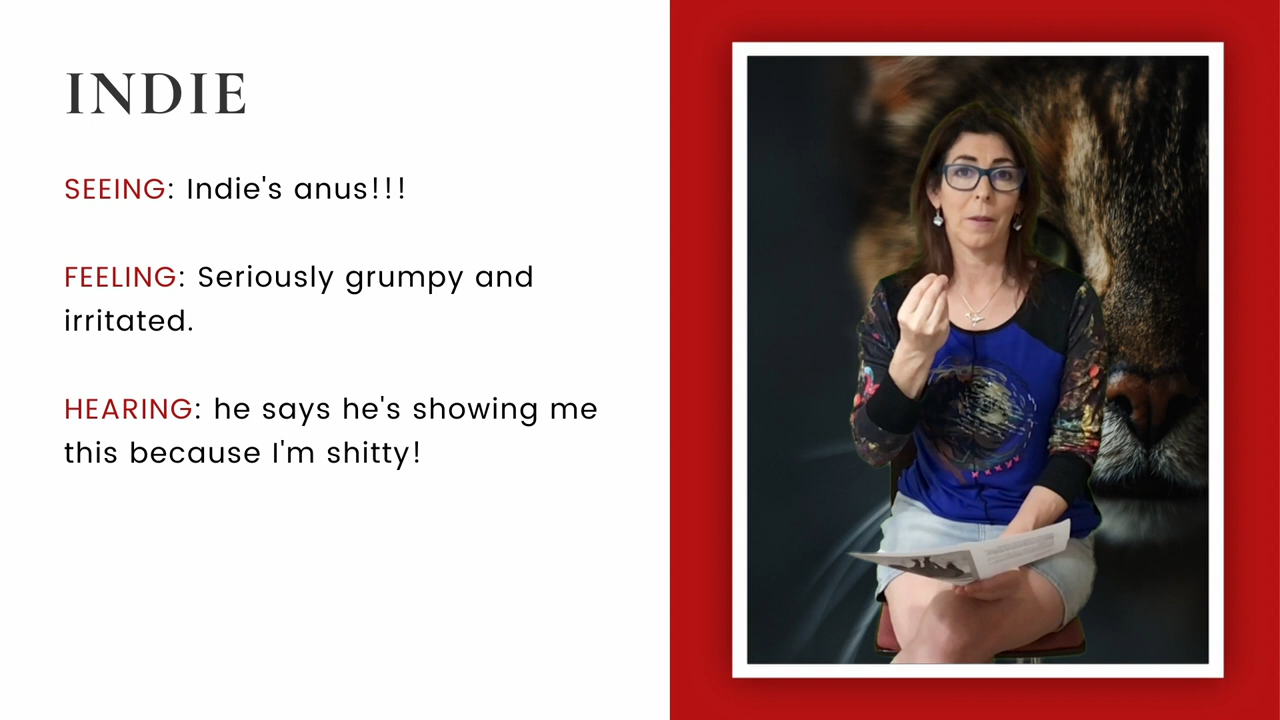 INDIE
SEEING: Indie's anus!!!
FEELING: Seriously grumpy and
irritated.
HEARING: he says he's showing me
this because I'm shitty!